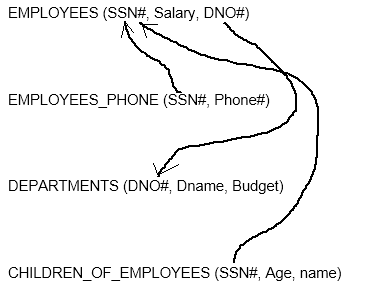 EMPLOYEES (SSN#, Salary, DNO#)
EMPLOYEES_PHONE (SSN#, Phone#)
DEPARTMENTS (DNO#, Dname, Budget)
CHILDREN_OF_EMPLOYEES (SSN#, Age, name)